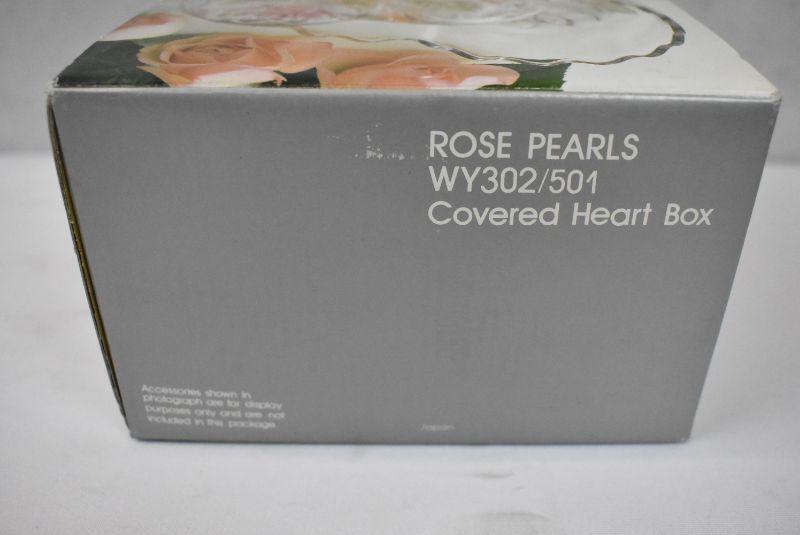 ROSE PEARLS
WY302/501
Covered Heart Box
Accessories shown in
photograph are for display
purposes only and are not
included in this package.
Japan